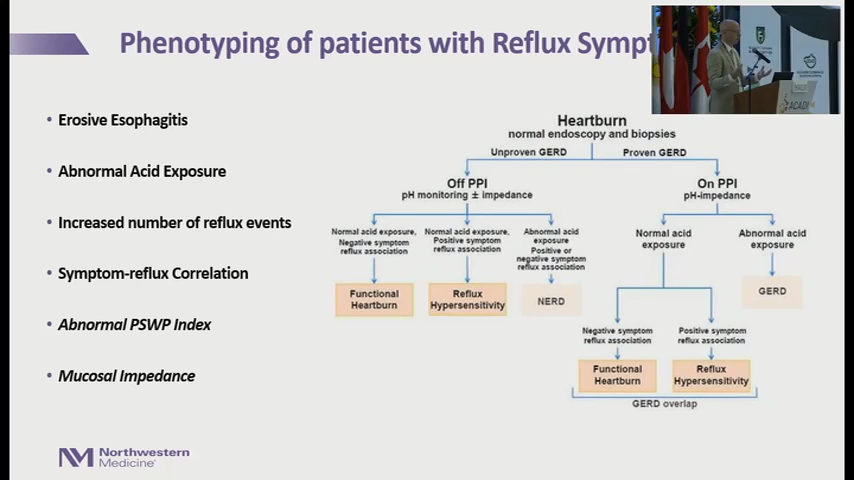 Phenotyping of patients with Reflux Sympt
• Erosive Esophagitis
• Abnormal Acid Exposure
• Increased number of reflux events
• Symptom-reflux Correlation
• Abnormal PSWP Index
• Mucosal Impedance
Heartburn
normal endoscopy and biopsies
Unproven GERD
Proven GERD
Off PPI
pH monitoring ± impedance
On PPI
pH-impedance
Normal acid exposure,
Negative symptom
reflux association
Normal acid exposure,
Positive symptom
reflux association
Abnormal acid
exposure
Positive or
negative symptom
reflux association
Normal acid
exposure
Abnormal acid
exposure
Functional
Heartburn
Reflux
Hypersensitivity
NERD
GERD
Negative symptom
reflux association
Positive symptom
reflux association
Functional
Heartburn
Reflux
Hypersensitivity
GERD overlap
Northwestern
Medicine